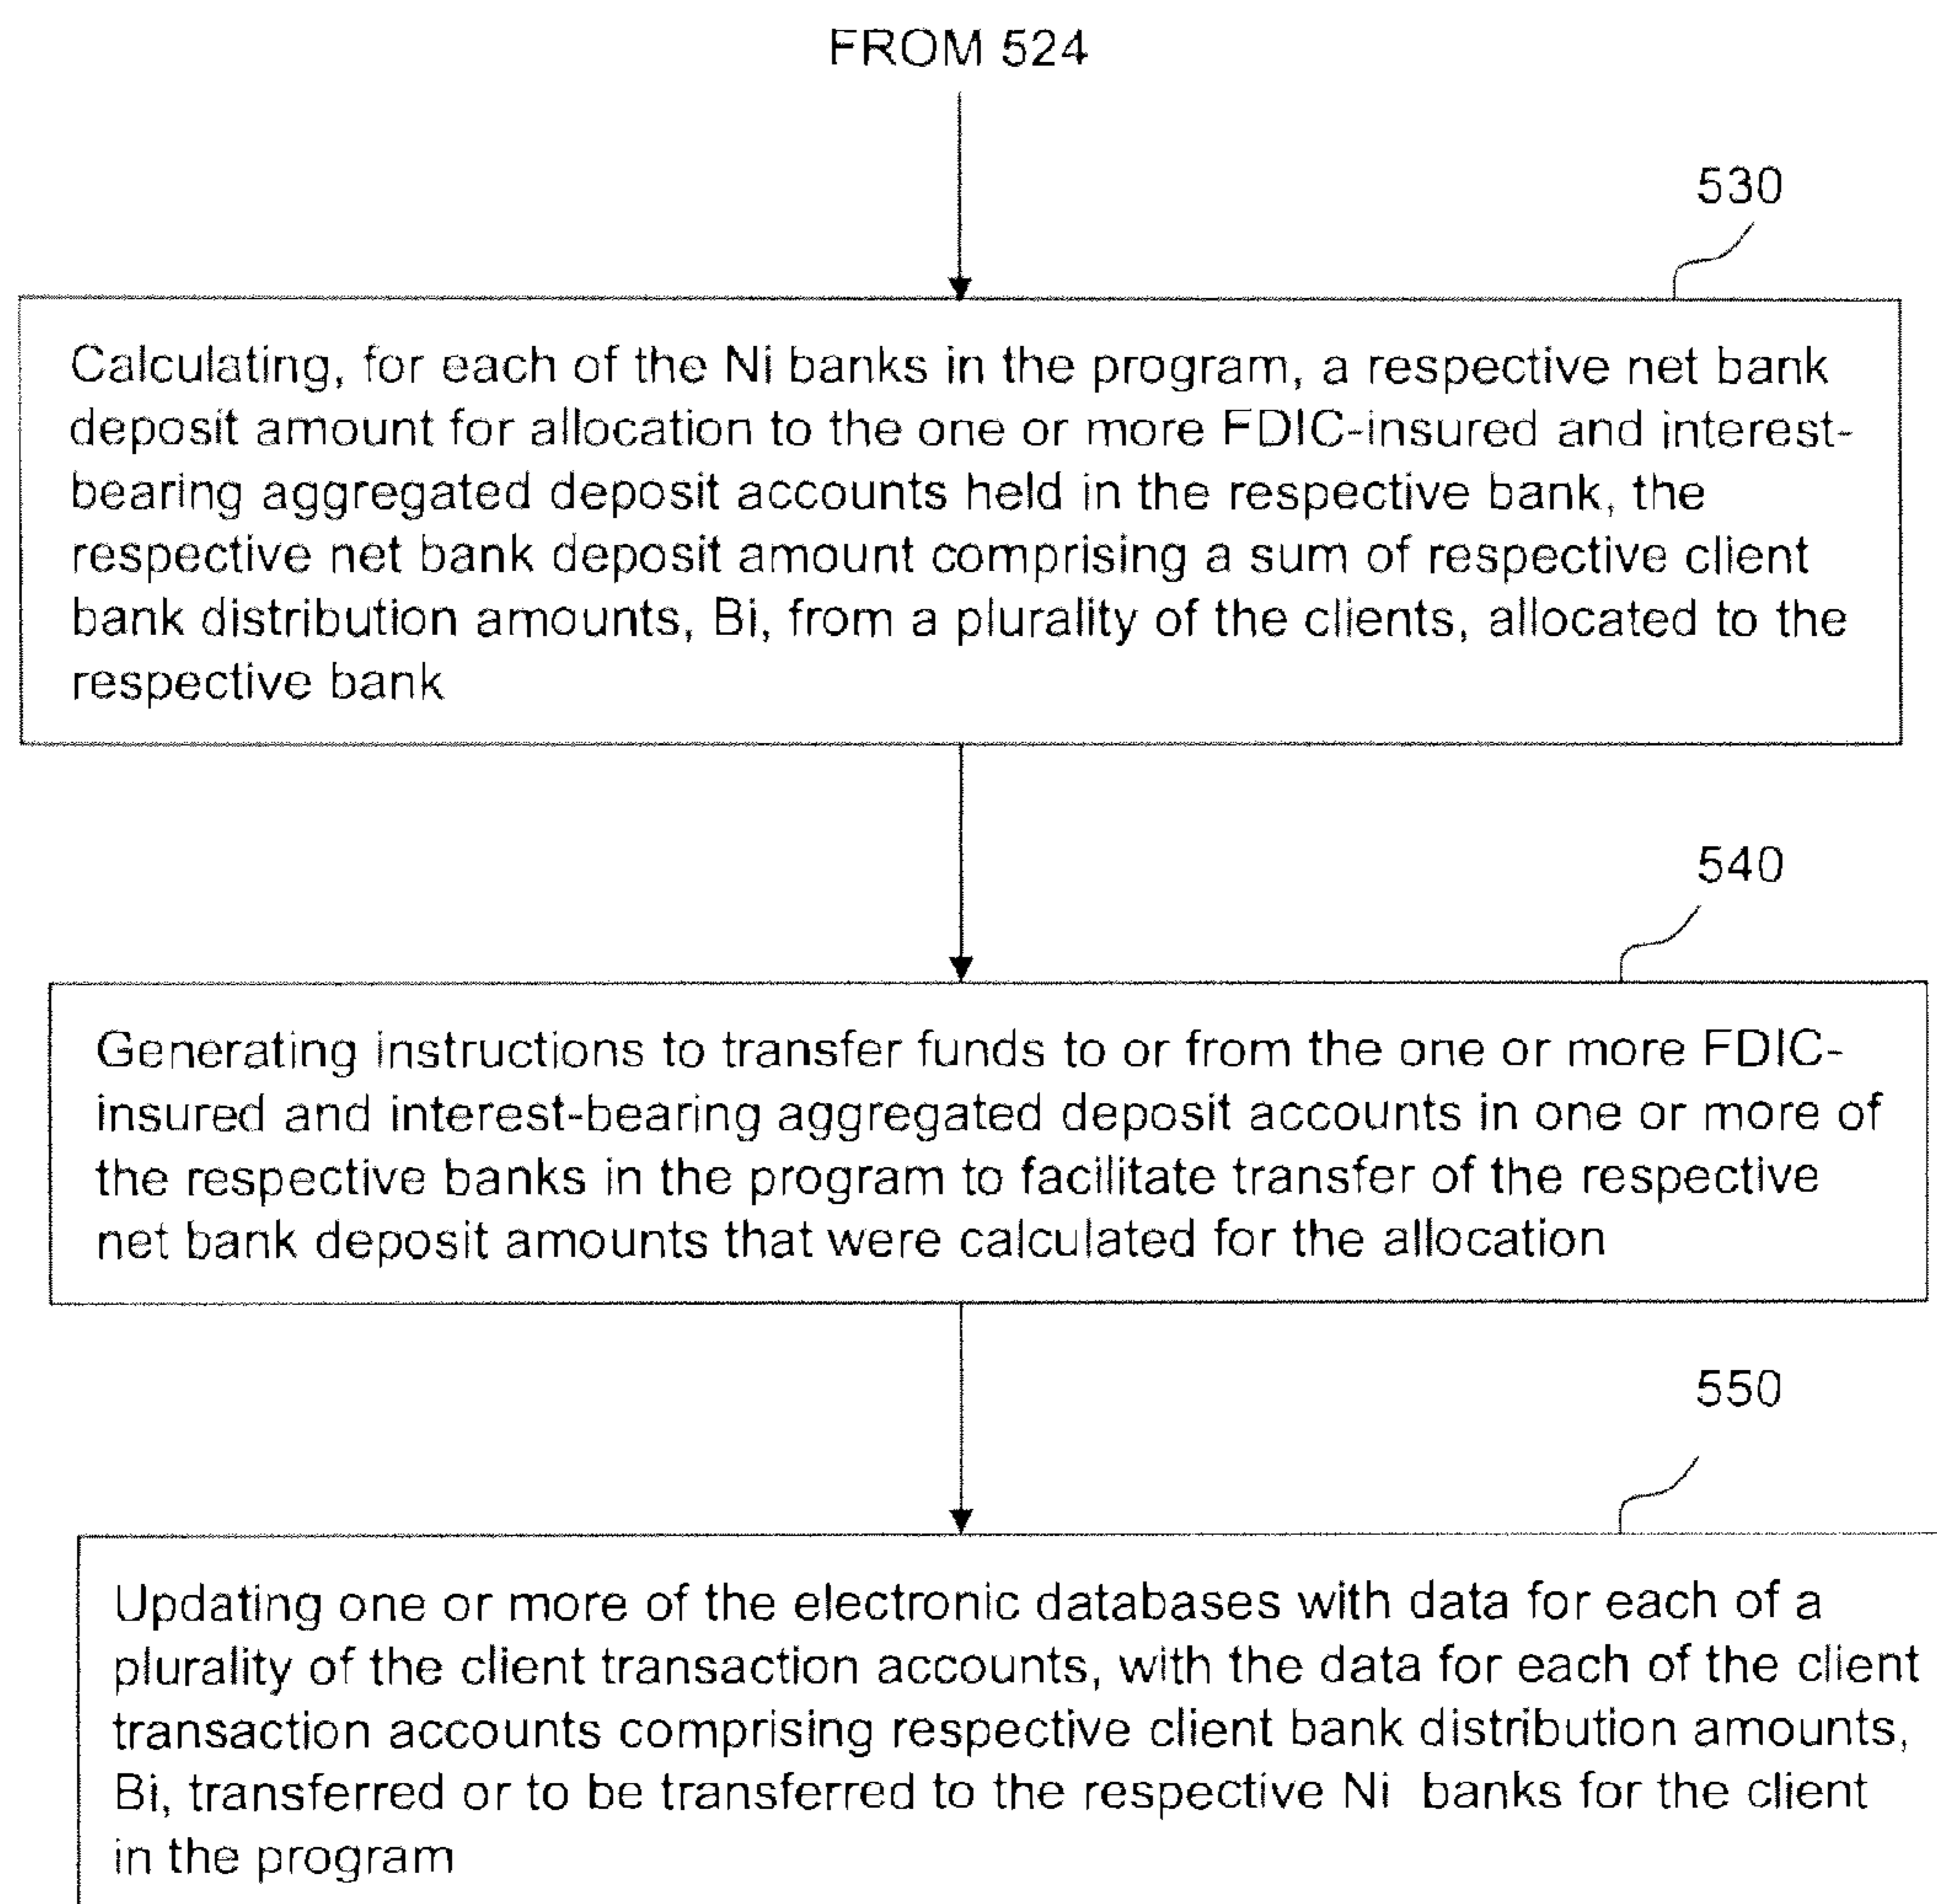 FROM 524
530
Calculating, for each of the Ni banks in the program, a respective net bank
deposit amount for allocation to the one or more FDIC-insured and interest-
bearing aggregated deposit accounts held in the respective bank, the
respective net bank deposit amount comprising a sum of respective client
bank distribution amounts, Bi, from a plurality of the clients, allocated to the
respective bank
540
Generating instructions to transfer funds to or from the one or more FDIC-
insured and interest-bearing aggregated deposit accounts in one or more of
the respective banks in the program to facilitate transfer of the respective
net bank deposit amounts that were calculated for the allocation
550
Updating one or more of the electronic databases with data for each of a
plurality of the client transaction accounts, with the data for each of the client
transaction accounts comprising respective client bank distribution amounts,
Bi, transferred or to be transferred to the respective Ni banks for the client
in the program